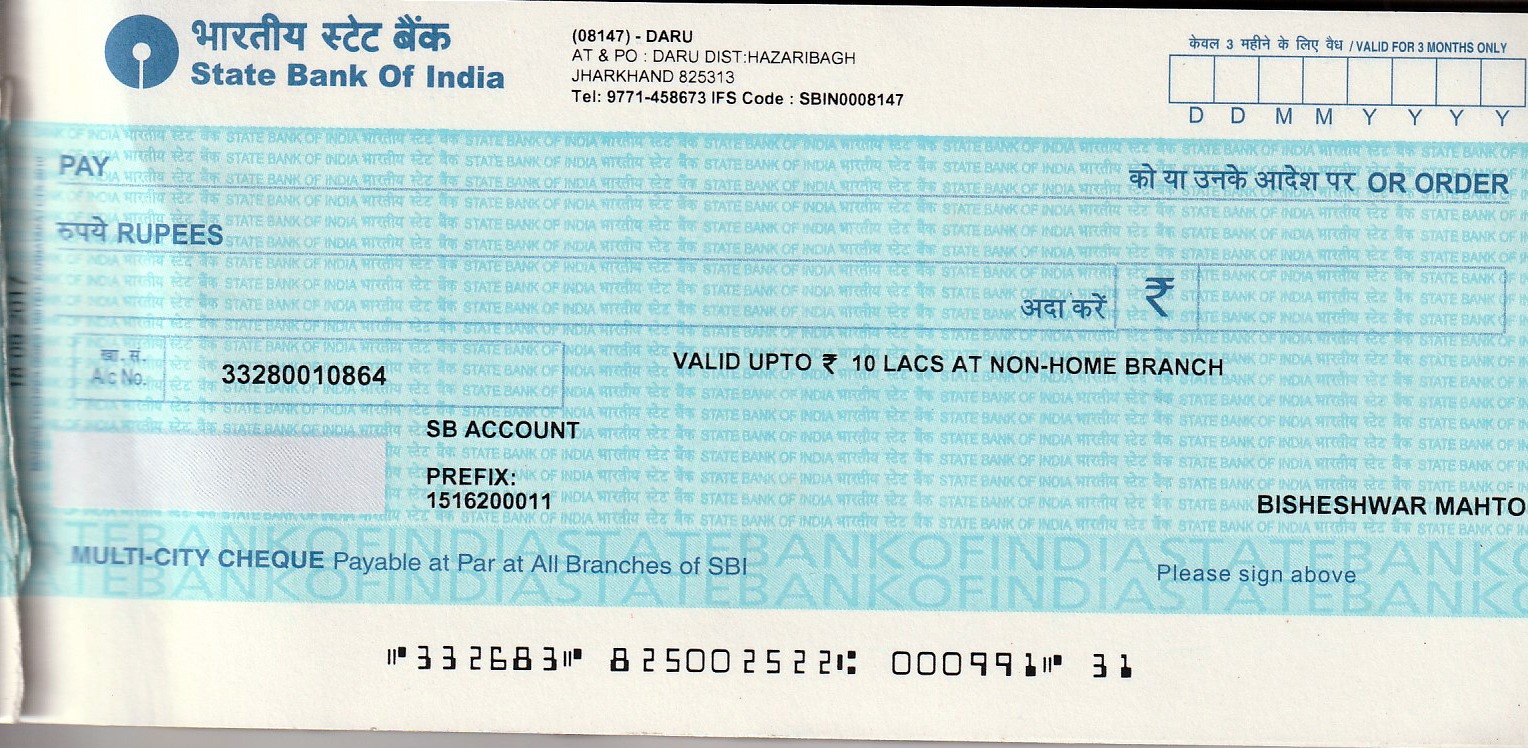 भारतीय स्टेट बैंक
State Bank Of India
(08147) - DARU
AT & PO : DARU DIST:HAZARIBAGH
JHARKHAND 825313
Tel: 9771-458673 IFS Code : SBIN0008147
केवल 3 महीने के लिए वैध / VALID FOR 3 MONTHS ONLY
D D M M Y Y Y Y
PAY
को या उनके आदेश पर OR ORDER
रुपये RUPEES
अदा करें ₹
खा. सं.
A/c No.
33280010864
VALID UPTO ₹ 10 LACS AT NON-HOME BRANCH
SB ACCOUNT
PREFIX:
1516200011
BISHESHWAR MAHTO
MULTI-CITY CHEQUE Payable at Par at All Branches of SBI
Please sign above
⑈332683⑈ 825002522⑆ 000991⑈ 31